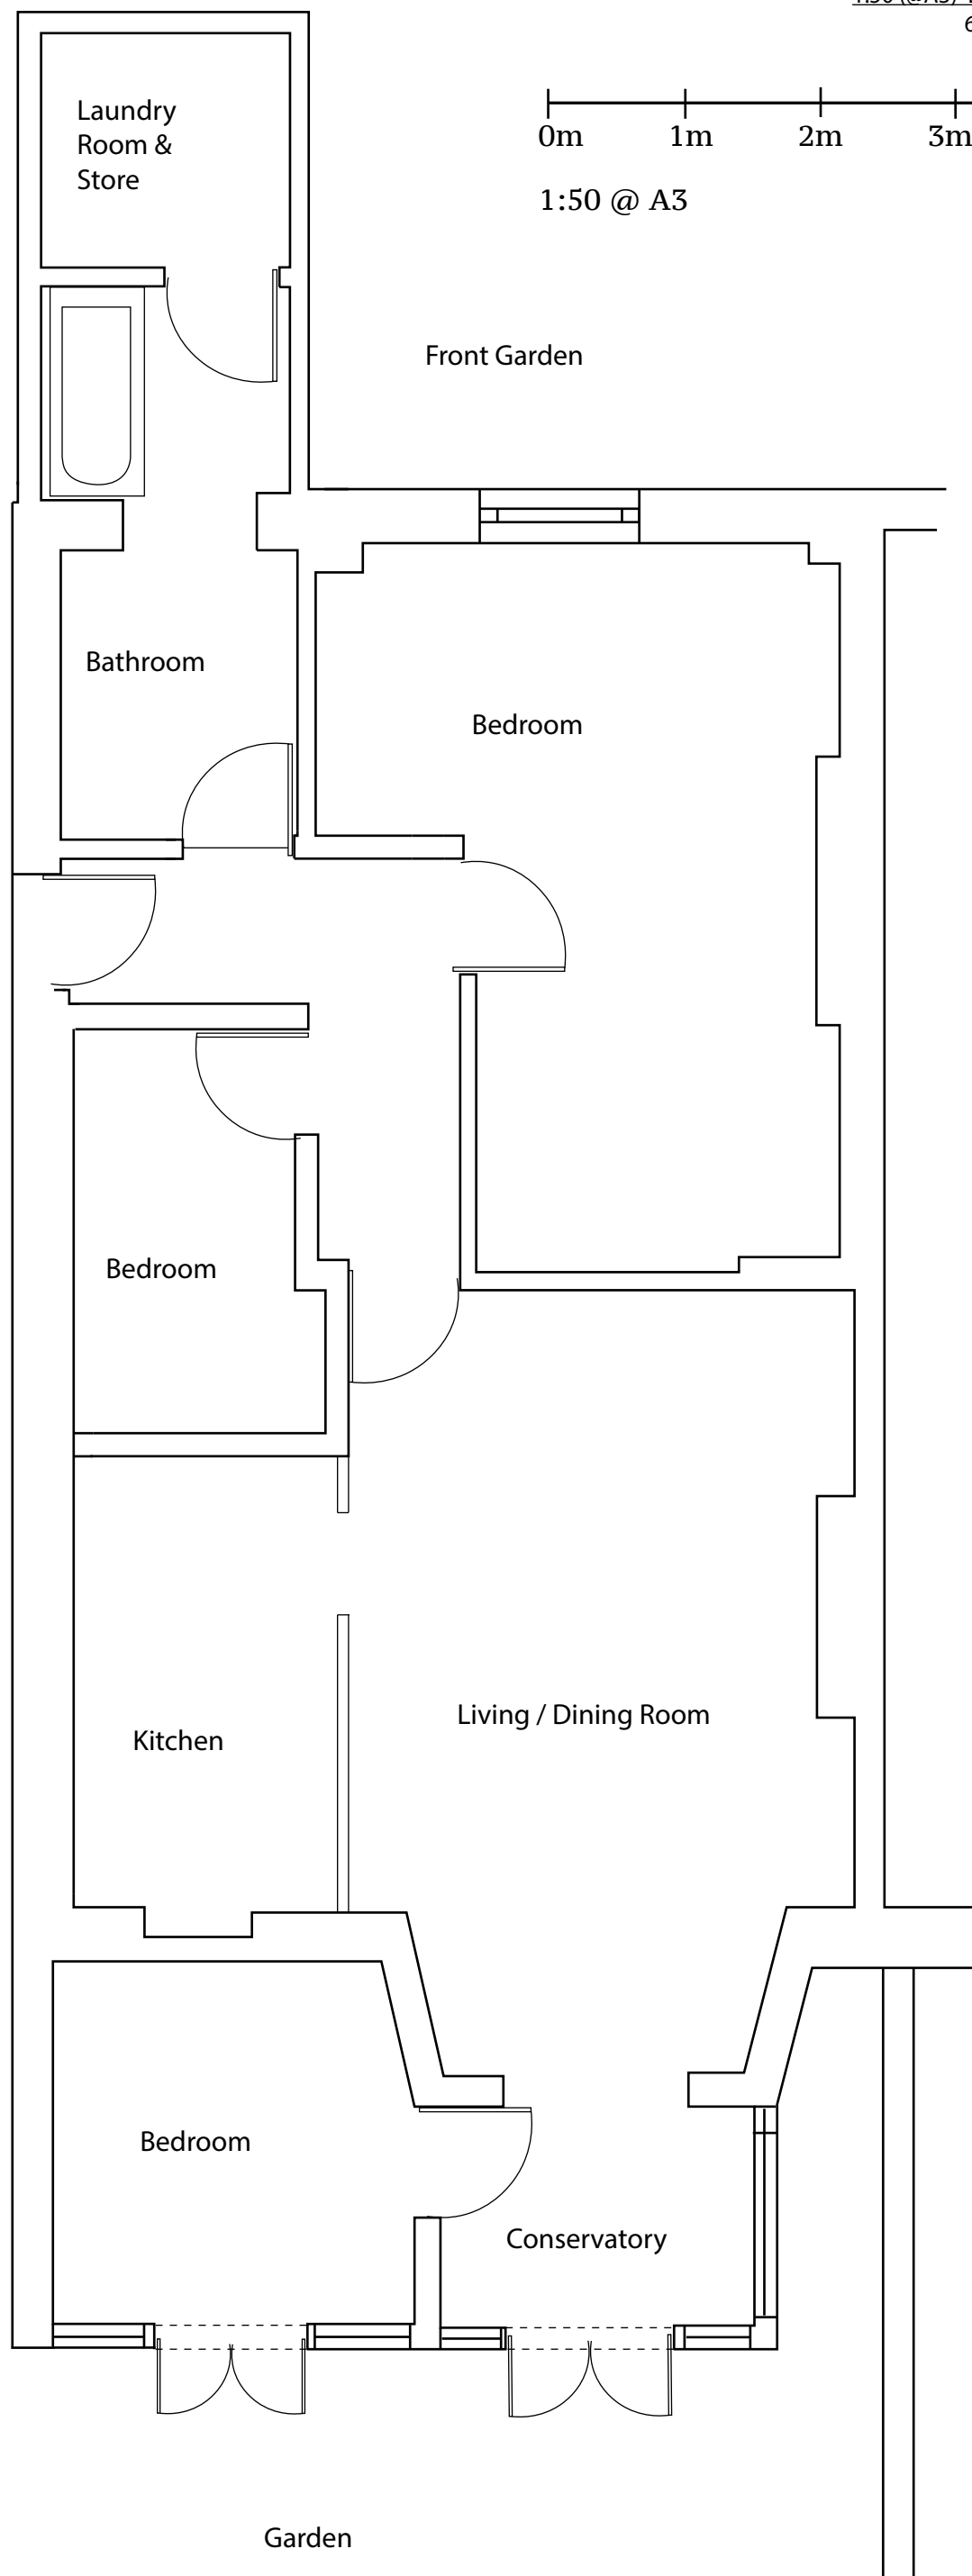 Laundry
Room &
Store
0m 1m 2m 3m
1:50 @ A3
Front Garden
Bathroom
Bedroom
Bedroom
Living / Dining Room
Kitchen
Bedroom
Conservatory
Garden